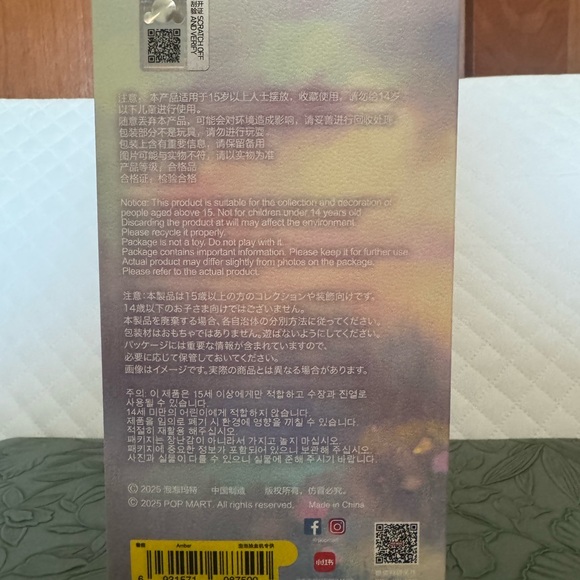 开证
刮膜
SCRATCH OFF
AND VERIFY
注意：本产品适用于15岁以上人士摆放、收藏使用，请勿给14岁
以下儿童进行使用。
随意丢弃本产品，可能会对环境造成影响，请妥善进行回收处理
包装部分不是玩具，请勿进行玩耍
包装上含有重要信息，请保留备用
图片可能与实物不符，请以实物为准
产品等级：合格品
合格证：检验合格
Notice: This product is suitable for the collection and decoration of
people aged above 15. Not for children under 14 years old
Discarding the product at will may affect the environment.
Please recycle it properly.
Package is not a toy. Do not play with it.
Package contains important information. Please keep it for further use.
Actual product may differ slightly from photos on the package.
Please refer to the actual product.
注意：本製品は15歳以上の方のコレクションや装飾向けです。
14歳以下のお子さま向けではございません。
本製品を廃棄する場合、各自治体の分別方法に従ってください。
包装材はおもちゃではありません。遊ばないようにしてください。
パッケージには重要な情報が含まれていますので、
必要に応じて保管しておいてください。
画像はイメージです。実際の商品とは異なる場合があります。
주의: 이 제품은 15세 이상에게만 적합하고 수장과 진열로
사용될 수 있습니다.
14세 미만의 어린이에게 적합하지 않습니다
제품을 임의로 폐기 시 환경에 영향을 끼칠 수 있습니다.
적절히 재활용 해주십시오.
패키지는 장난감이 아니라서 가지고 놀지 마십시오.
패키지에 중요한 정보가 포함되어 있으니 보관해 주십시오
사진과 실물이 다를 수 있으니 실물에 준해 주시기 바랍니다.
© 2025 泡泡玛特 中国制造 版权所有，仿冒必究。
© 2025 POP MART. All rights reserved. Made in China
小红书
Amber
6 931571 087500